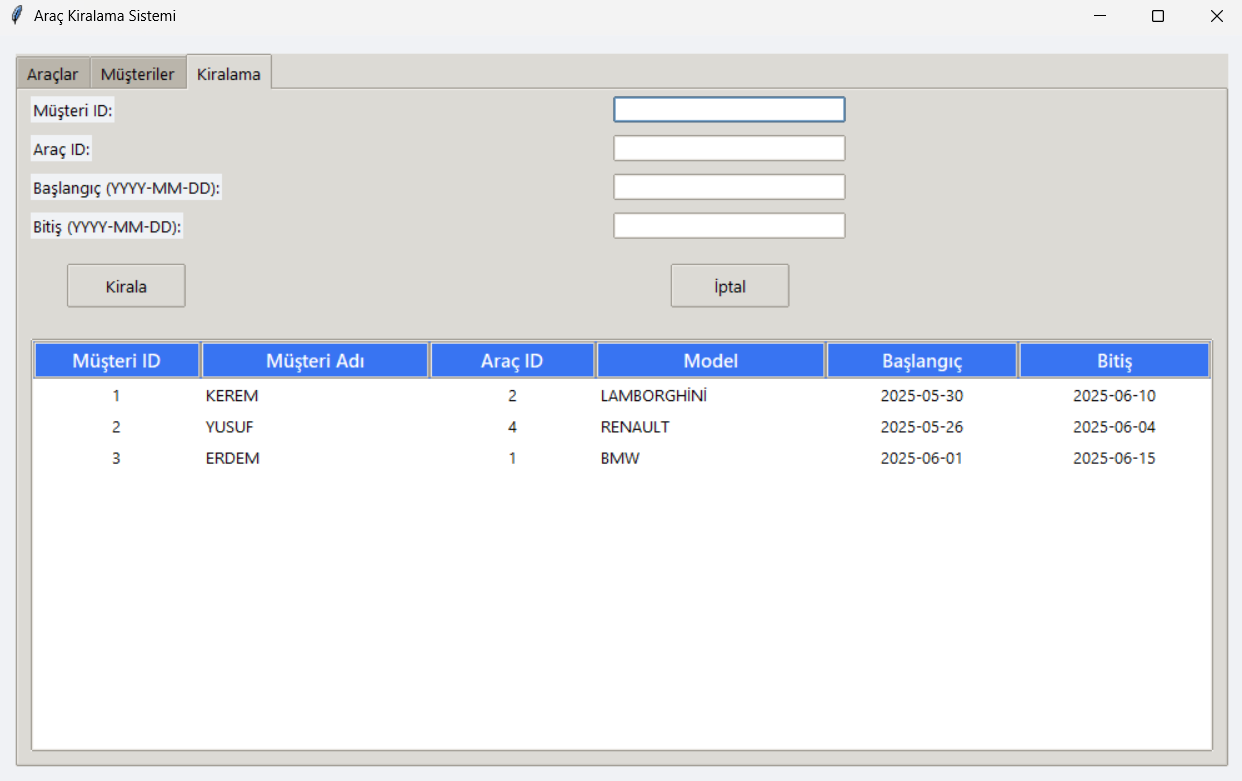 Araç Kiralama Sistemi
Araçlar Müşteriler Kiralama
Müşteri ID:
Araç ID:
Başlangıç (YYYY-MM-DD):
Bitiş (YYYY-MM-DD):
Kirala İptal
Müşteri ID Müşteri Adı Araç ID Model Başlangıç Bitiş
1 KEREM 2 LAMBORGHİNİ 2025-05-30 2025-06-10
2 YUSUF 4 RENAULT 2025-05-26 2025-06-04
3 ERDEM 1 BMW 2025-06-01 2025-06-15